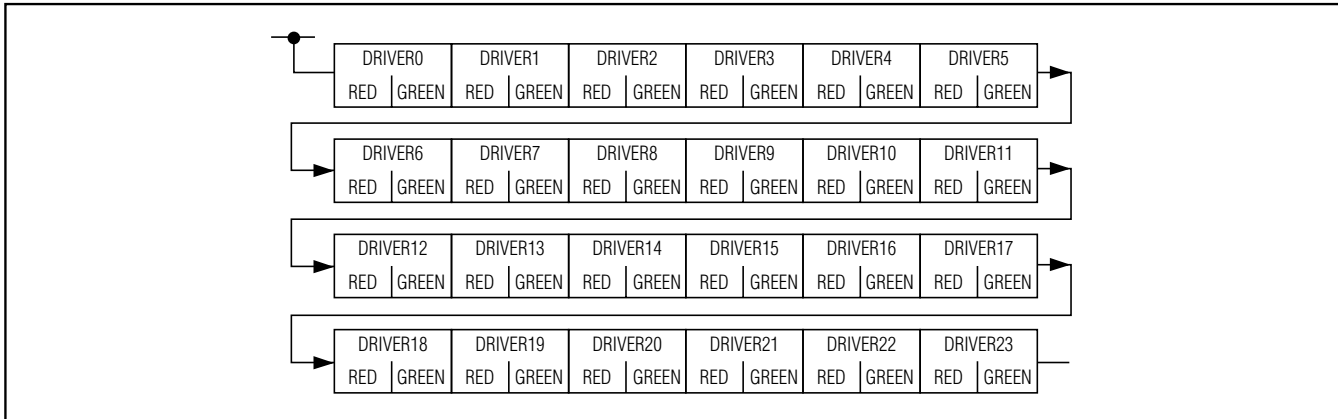 DRIVER0 DRIVER1 DRIVER2 DRIVER3 DRIVER4 DRIVER5
RED GREEN RED GREEN RED GREEN RED GREEN RED GREEN RED GREEN
DRIVER6 DRIVER7 DRIVER8 DRIVER9 DRIVER10 DRIVER11
RED GREEN RED GREEN RED GREEN RED GREEN RED GREEN RED GREEN
DRIVER12 DRIVER13 DRIVER14 DRIVER15 DRIVER16 DRIVER17
RED GREEN RED GREEN RED GREEN RED GREEN RED GREEN RED GREEN
DRIVER18 DRIVER19 DRIVER20 DRIVER21 DRIVER22 DRIVER23
RED GREEN RED GREEN RED GREEN RED GREEN RED GREEN RED GREEN